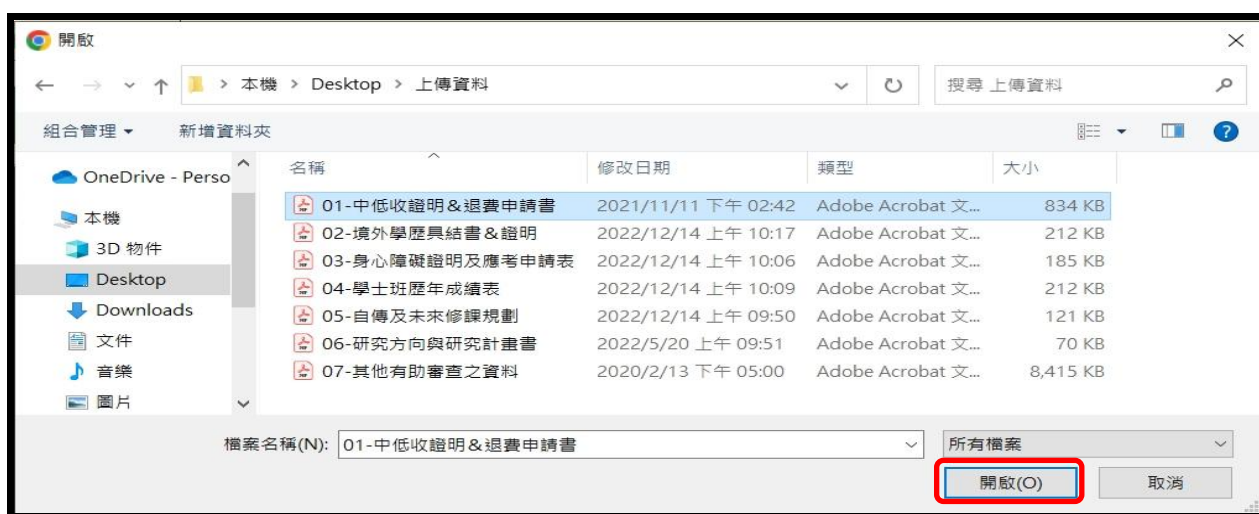 開啟
本機 > Desktop > 上傳資料
搜尋 上傳資料
組合管理
新增資料夾
名稱 修改日期 類型 大小
OneDrive - Perso
本機
3D 物件
Desktop
Downloads
文件
音樂
圖片
01-中低收證明&退費申請書 2021/11/11 下午 02:42 Adobe Acrobat 文... 834 KB
02-境外學歷具結書&證明 2022/12/14 上午 10:17 Adobe Acrobat 文... 212 KB
03-身心障礙證明及應考申請表 2022/12/14 上午 10:06 Adobe Acrobat 文... 185 KB
04-學士班歷年成績表 2022/12/14 上午 10:09 Adobe Acrobat 文... 212 KB
05-自傳及未來修課規劃 2022/12/14 上午 09:50 Adobe Acrobat 文... 121 KB
06-研究方向與研究計畫書 2022/5/20 上午 09:51 Adobe Acrobat 文... 70 KB
07-其他有助審查之資料 2020/2/13 下午 05:00 Adobe Acrobat 文... 8,415 KB
檔案名稱(N): 01-中低收證明&退費申請書
所有檔案
開啟(O)
取消